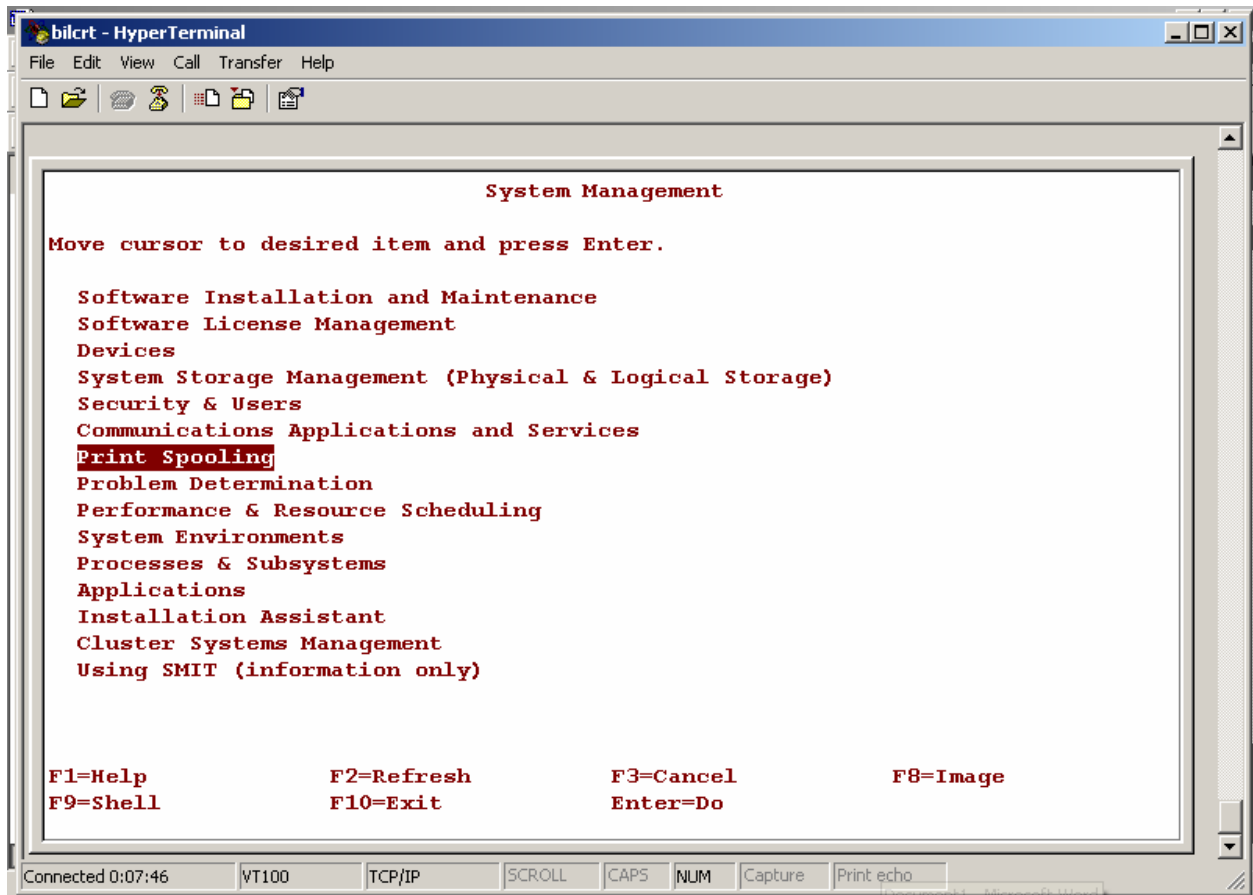 bilcrt - HyperTerminal
File Edit View Call Transfer Help
System Management
Move cursor to desired item and press Enter.
Software Installation and Maintenance
Software License Management
Devices
System Storage Management (Physical & Logical Storage)
Security & Users
Communications Applications and Services
Print Spooling
Problem Determination
Performance & Resource Scheduling
System Environments
Processes & Subsystems
Applications
Installation Assistant
Cluster Systems Management
Using SMIT (information only)
F1=Help F2=Refresh F3=Cancel F8=Image
F9=Shell F10=Exit Enter=Do
Connected 0:07:46 VT100 TCP/IP SCROLL CAPS NUM Capture Print echo
Document1 - Microsoft Word